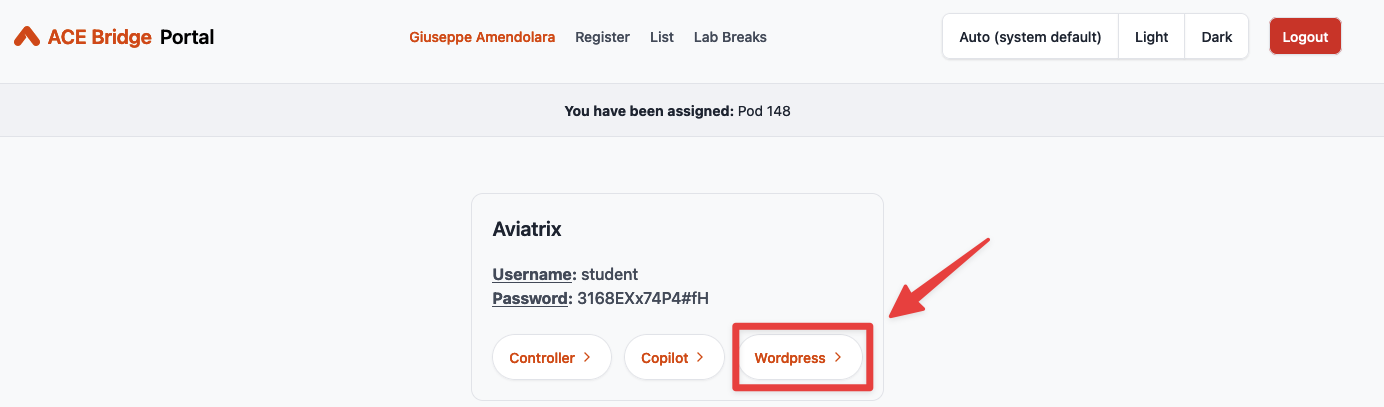 ACE Bridge Portal
Giuseppe Amendolara Register List Lab Breaks
Auto (system default) Light Dark
Logout
You have been assigned: Pod 148
Aviatrix
Username: student
Password: 3168EXx74P4#fH
Controller Copilot Wordpress